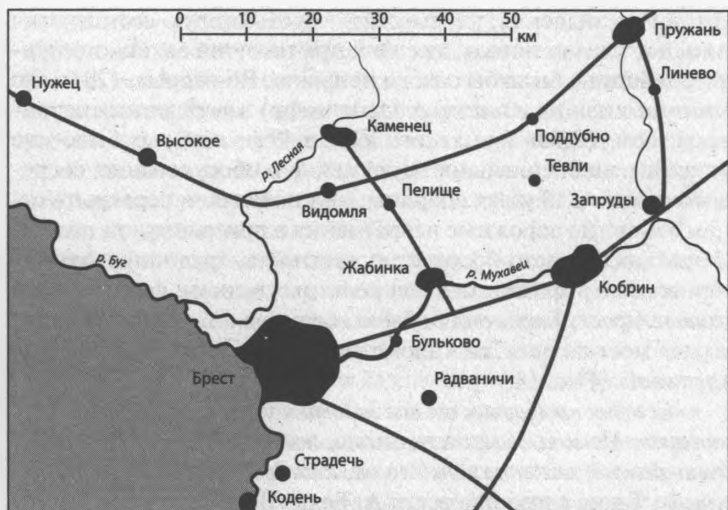 0 10 20 30 40 50 км
Пружань
Линево
Нужец
Каменец
Поддубно
Высокое
р. Лесная
Тевли
Пелище
Видомля
Запруды
р. Буг
Жабинка
р. Мухавец
Кобрин
Бульково
Брест
Радваничи
Страдечь
Кодень